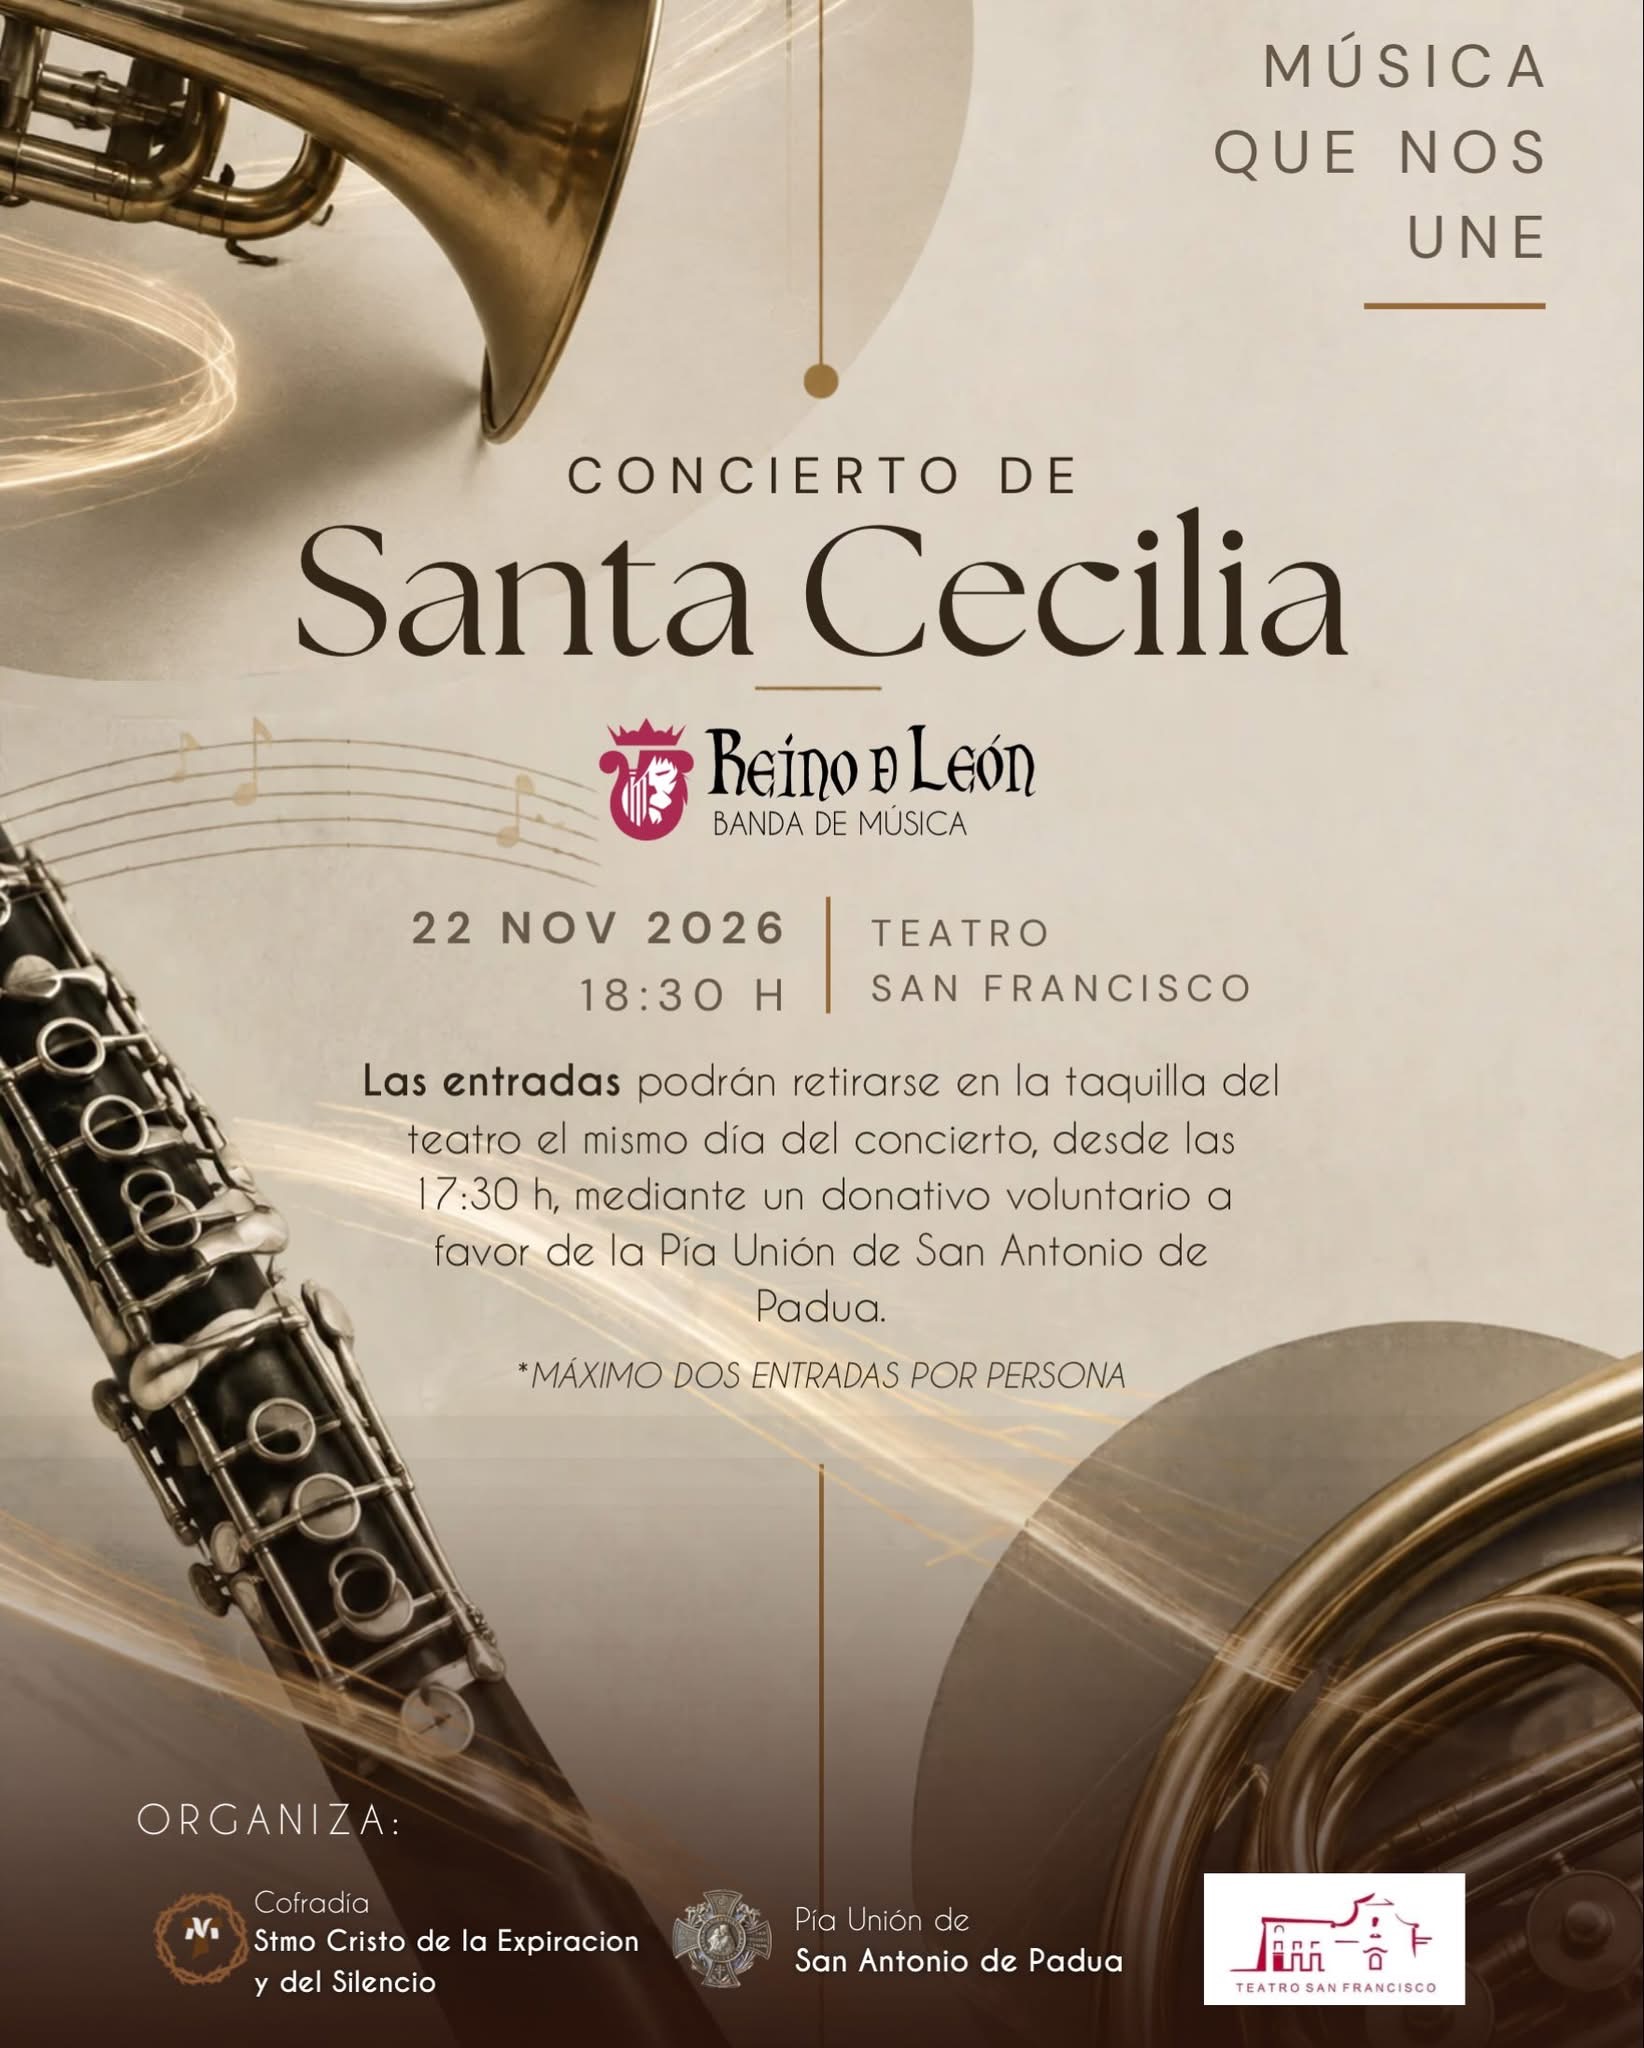 MÚSICA
QUE NOS
UNE
CONCIERTO DE
Santa Cecilia
Reino D León
BANDA DE MÚSICA
22 NOV 2026
18:30 H
TEATRO
SAN FRANCISCO
Las entradas podrán retirarse en la taquilla del
teatro el mismo día del concierto, desde las
17:30 h, mediante un donativo voluntario a
favor de la Pía Unión de San Antonio de
Padua.
*MÁXIMO DOS ENTRADAS POR PERSONA
ORGANIZA:
Cofradía
Stmo Cristo de la Expiracion
y del Silencio
Pía Unión de
San Antonio de Padua
TEATRO SAN FRANCISCO